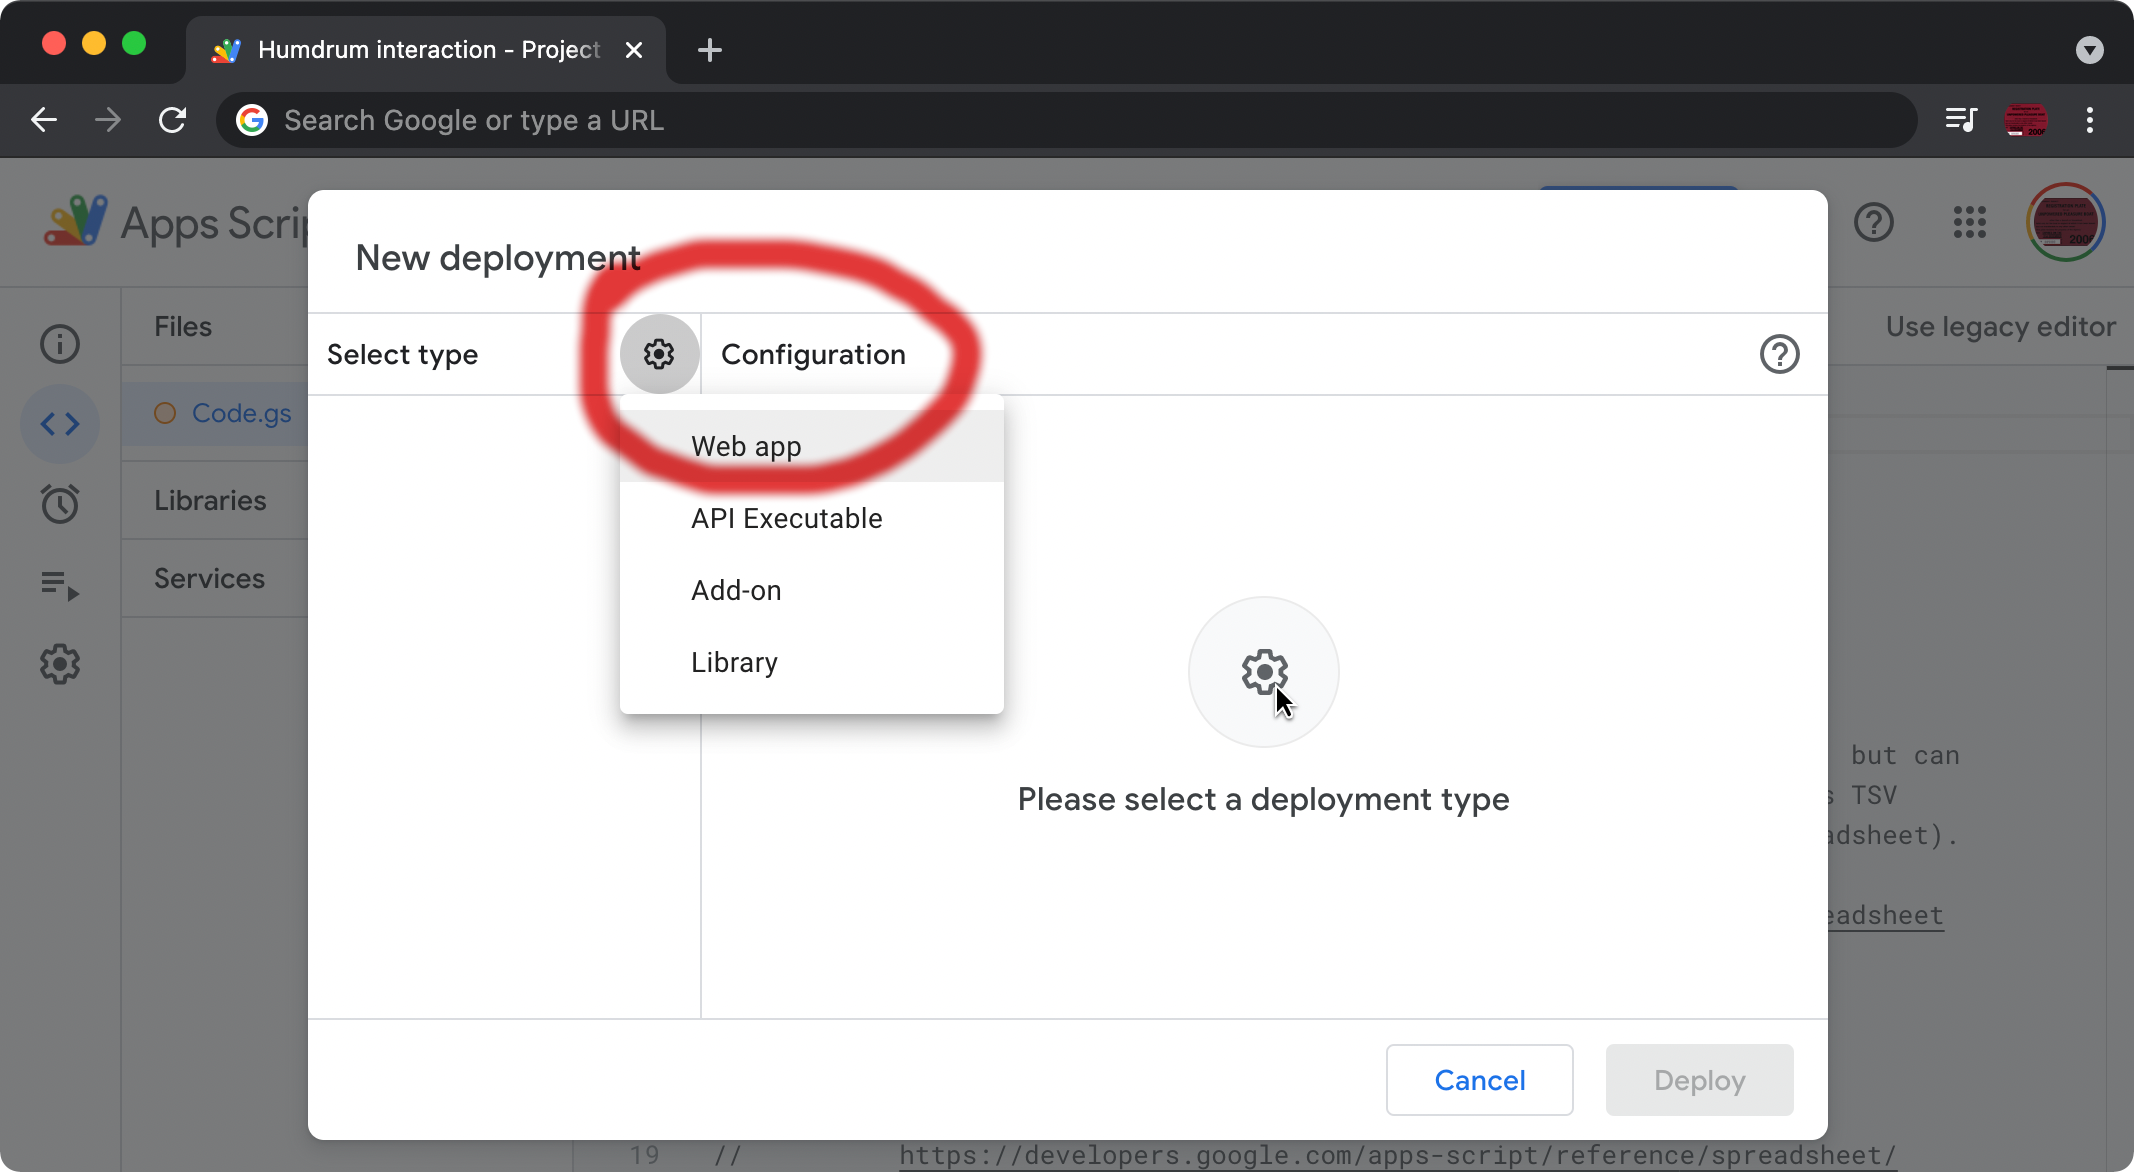 Humdrum interaction - Project
Search Google or type a URL
Apps Scrip
New deployment
Files
Use legacy editor
Select type
Configuration
Code.gs
Web app
Libraries
API Executable
Services
Add-on
Library
but can
s TSV
Please select a deployment type
adsheet).
eadsheet
Cancel
Deploy
19 // https://developers.google.com/apps-script/reference/spreadsheet/